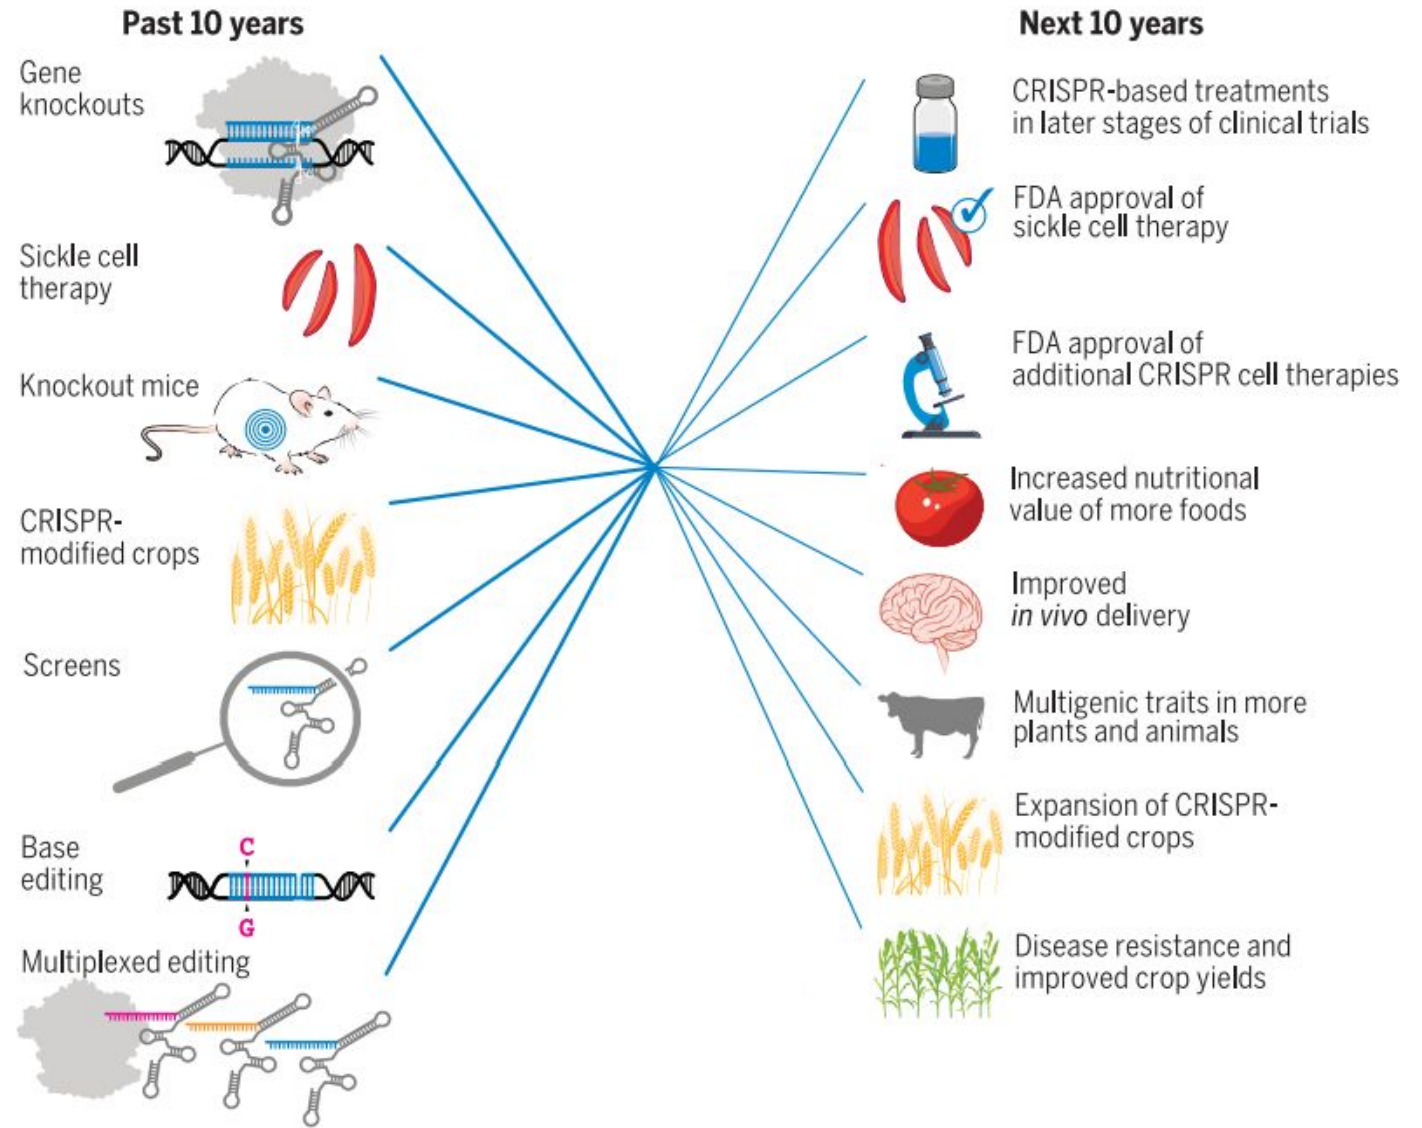 Past 10 years
Gene
knockouts
Sickle cell
therapy
Knockout mice
CRISPR-
modified crops
Screens
Base
editing
C
G
Multiplexed editing
Next 10 years
CRISPR-based treatments
in later stages of clinical trials
FDA approval of
sickle cell therapy
FDA approval of
additional CRISPR cell therapies
Increased nutritional
value of more foods
Improved
in vivo delivery
Multigenic traits in more
plants and animals
Expansion of CRISPR-
modified crops
Disease resistance and
improved crop yields